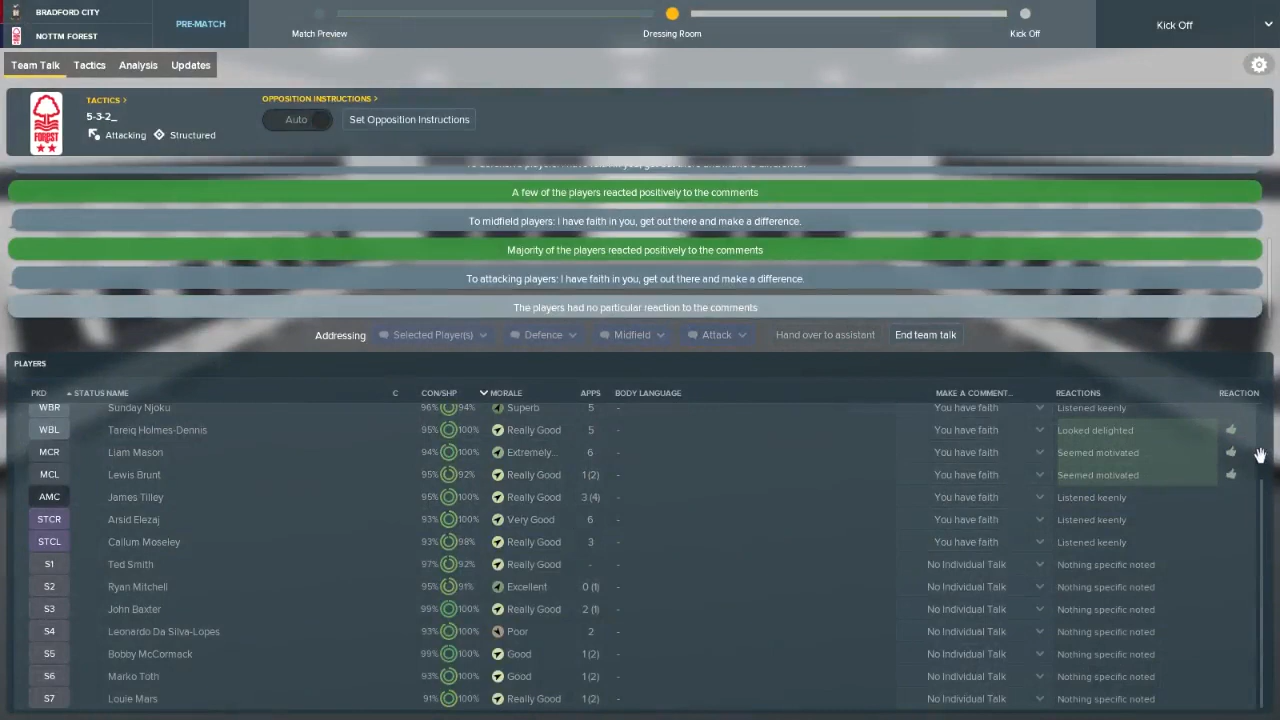 BRADFORD CITY
NOTTM FOREST
PRE-MATCH
Match Preview
Dressing Room
Kick Off
Kick Off
Team Talk Tactics Analysis Updates
FOREST
TACTICS >
5-3-2_
Attacking Structured
OPPOSITION INSTRUCTIONS >
Auto Set Opposition Instructions
A few of the players reacted positively to the comments
To midfield players: I have faith in you, get out there and make a difference.
Majority of the players reacted positively to the comments
To attacking players: I have faith in you, get out there and make a difference.
The players had no particular reaction to the comments
Addressing Selected Player(s) Defence Midfield Attack Hand over to assistant End team talk
PLAYERS
PKD STATUS NAME C CON/SHP MORALE APPS BODY LANGUAGE MAKE A COMMENT... REACTIONS REACTION
WBR Sunday Njoku 96% 94% Superb 5 - You have faith Listened keenly
WBL Tareiq Holmes-Dennis 95% 100% Really Good 5 - You have faith Looked delighted
MCR Liam Mason 94% 100% Extremely... 6 - You have faith Seemed motivated
MCL Lewis Brunt 95% 92% Really Good 1 (2) - You have faith Seemed motivated
AMC James Tilley 95% 100% Really Good 3 (4) - You have faith Listened keenly
STCR Arsid Elezaj 93% 100% Very Good 6 - You have faith Listened keenly
STCL Callum Moseley 93% 98% Really Good 3 - You have faith Listened keenly
S1 Ted Smith 97% 92% Really Good - - No Individual Talk Nothing specific noted
S2 Ryan Mitchell 95% 91% Excellent 0 (1) - No Individual Talk Nothing specific noted
S3 John Baxter 99% 100% Really Good 2 (1) - No Individual Talk Nothing specific noted
S4 Leonardo Da Silva-Lopes 93% 100% Poor 2 - No Individual Talk Nothing specific noted
S5 Bobby McCormack 99% 100% Good 1 (2) - No Individual Talk Nothing specific noted
S6 Marko Toth 93% 100% Good 1 (2) - No Individual Talk Nothing specific noted
S7 Louie Mars 91% 100% Really Good 1 (2) - No Individual Talk Nothing specific noted